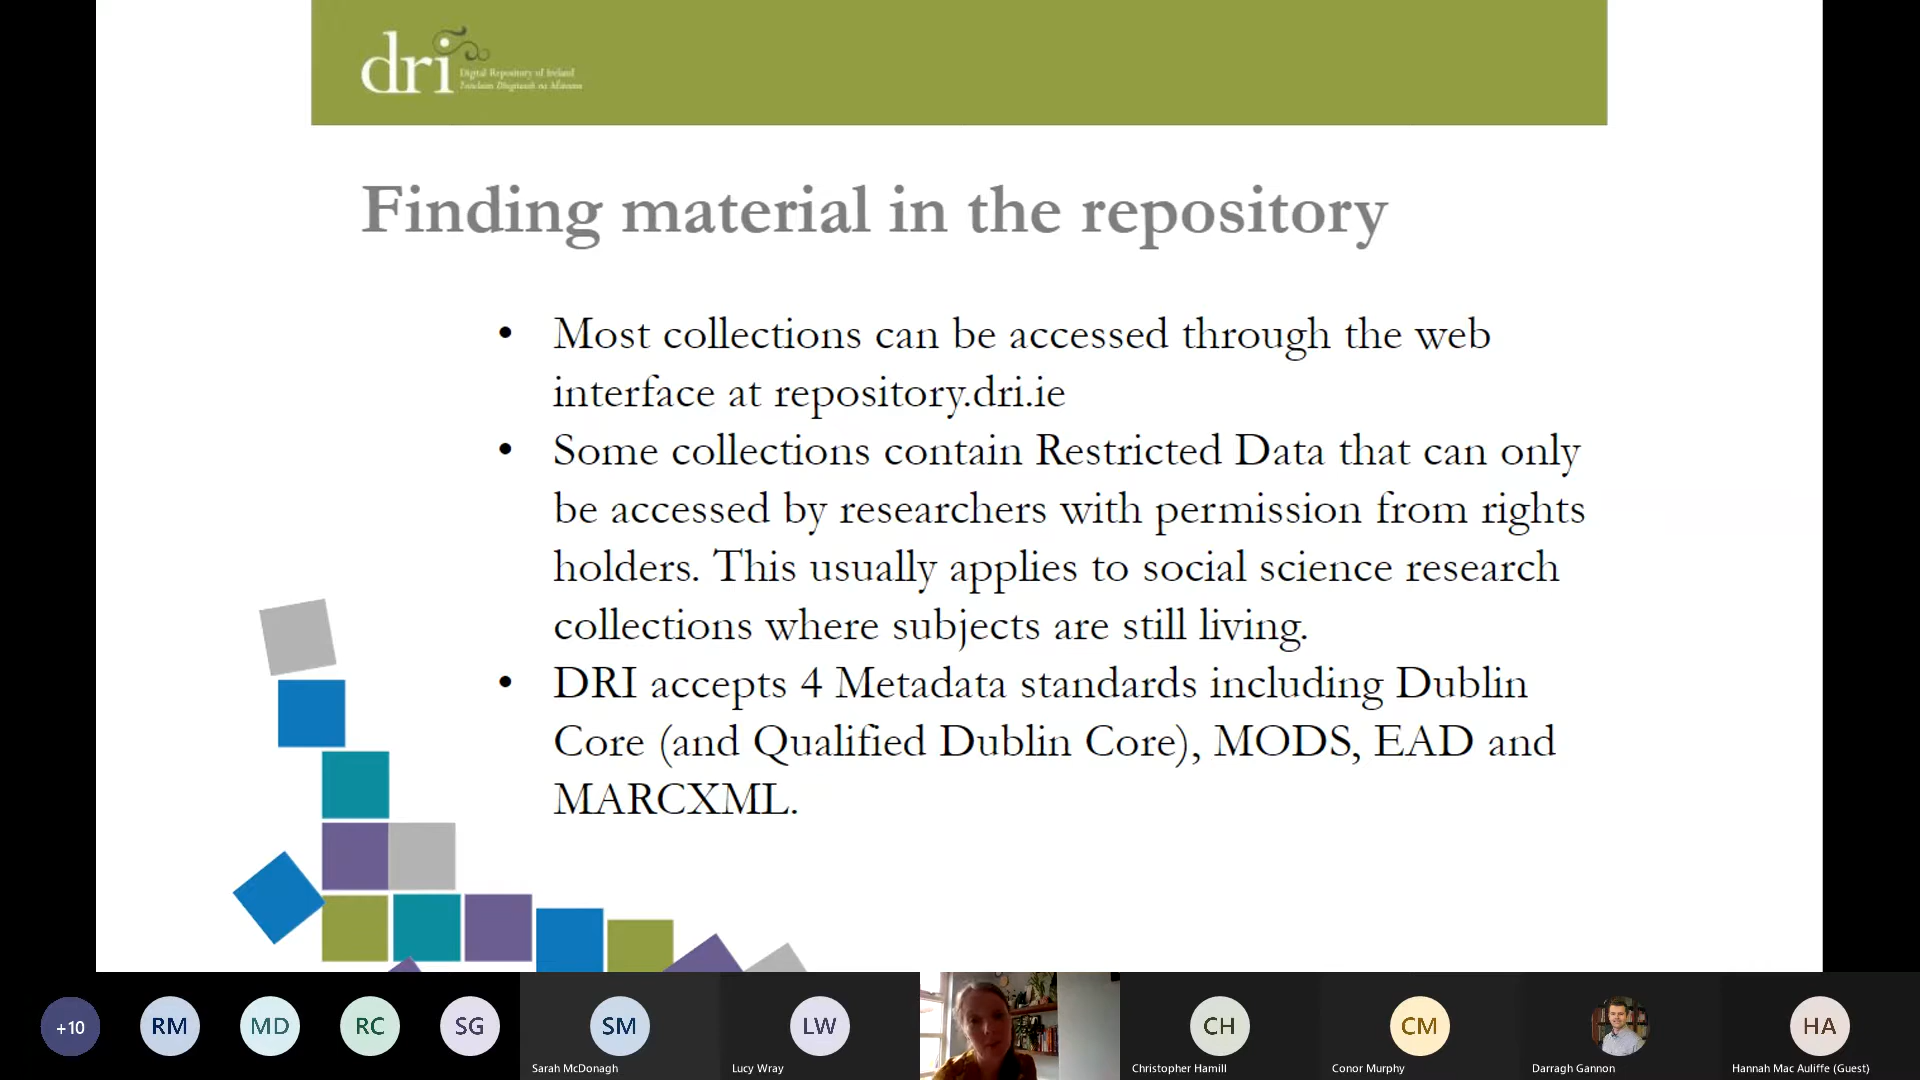 dri
Digital Repository of Ireland
Finding material in the repository
• Most collections can be accessed through the web
interface at repository.dri.ie
• Some collections contain Restricted Data that can only
be accessed by researchers with permission from rights
holders. This usually applies to social science research
collections where subjects are still living.
• DRI accepts 4 Metadata standards including Dublin
Core (and Qualified Dublin Core), MODS, EAD and
MARCXML.
+10
RM
MD
RC
SG
SM
Sarah McDonagh
LW
Lucy Wray
CH
Christopher Hamill
CM
Conor Murphy
Darragh Gannon
HA
Hannah Mac Auliffe (Guest)